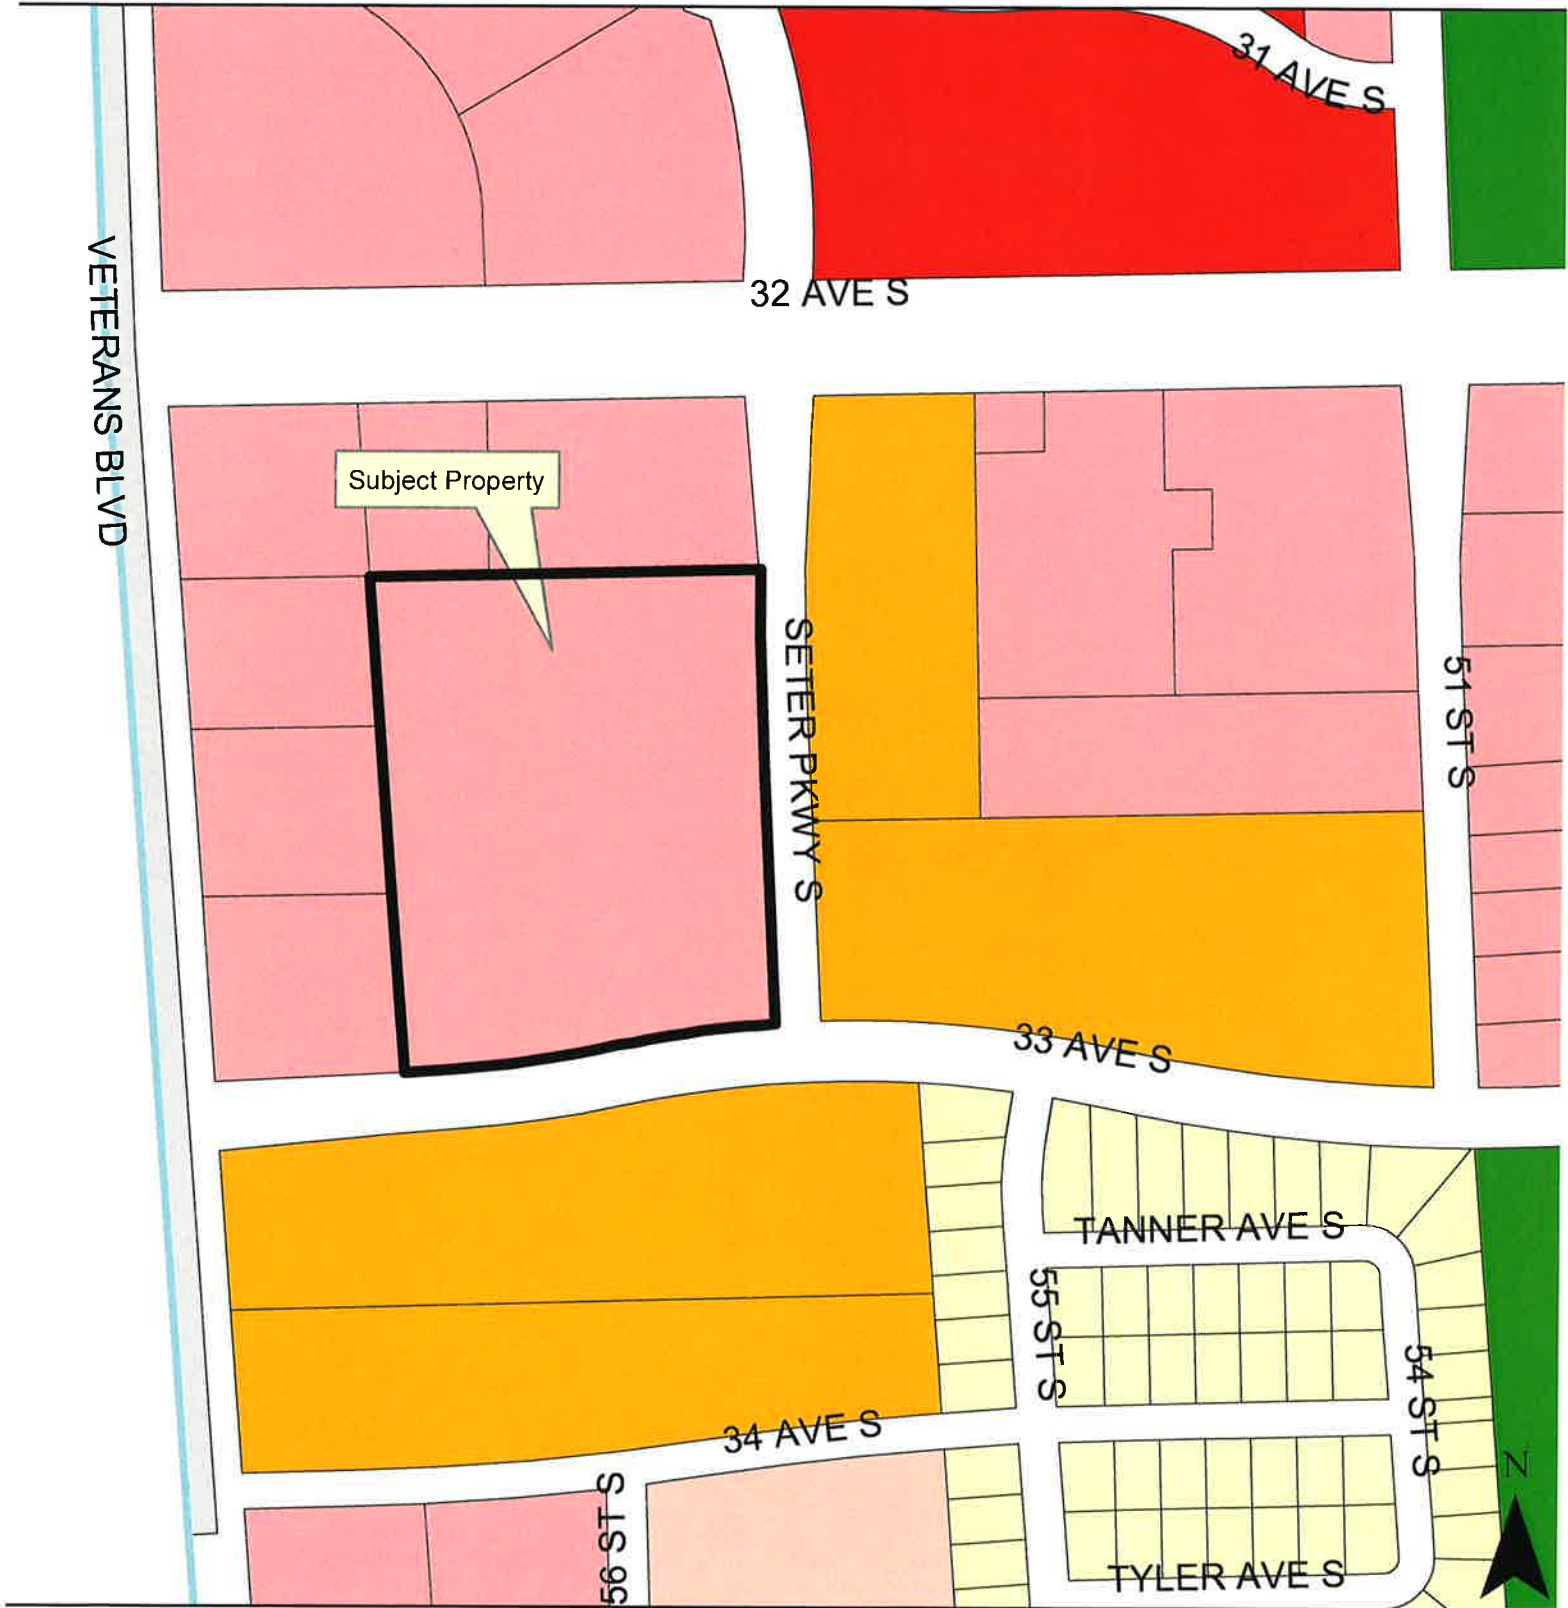 31 AVE S
32 AVE S
VETERANS BLVD
Subject Property
SETER PKWY S
51 ST S
33 AVE S
TANNER AVE S
55 ST S
54 ST S
34 AVE S
N
56 ST S
TYLER AVE S